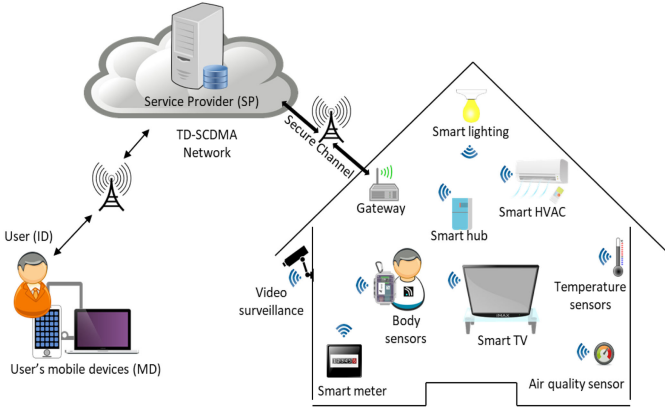 Service Provider (SP)
TD-SCDMA
Network
Secure Channel
User (ID)
User's mobile devices (MD)
Smart lighting
Gateway
Smart HVAC
Smart hub
Video
surveillance
Body
sensors
Smart TV
Temperature
sensors
Smart meter
Air quality sensor